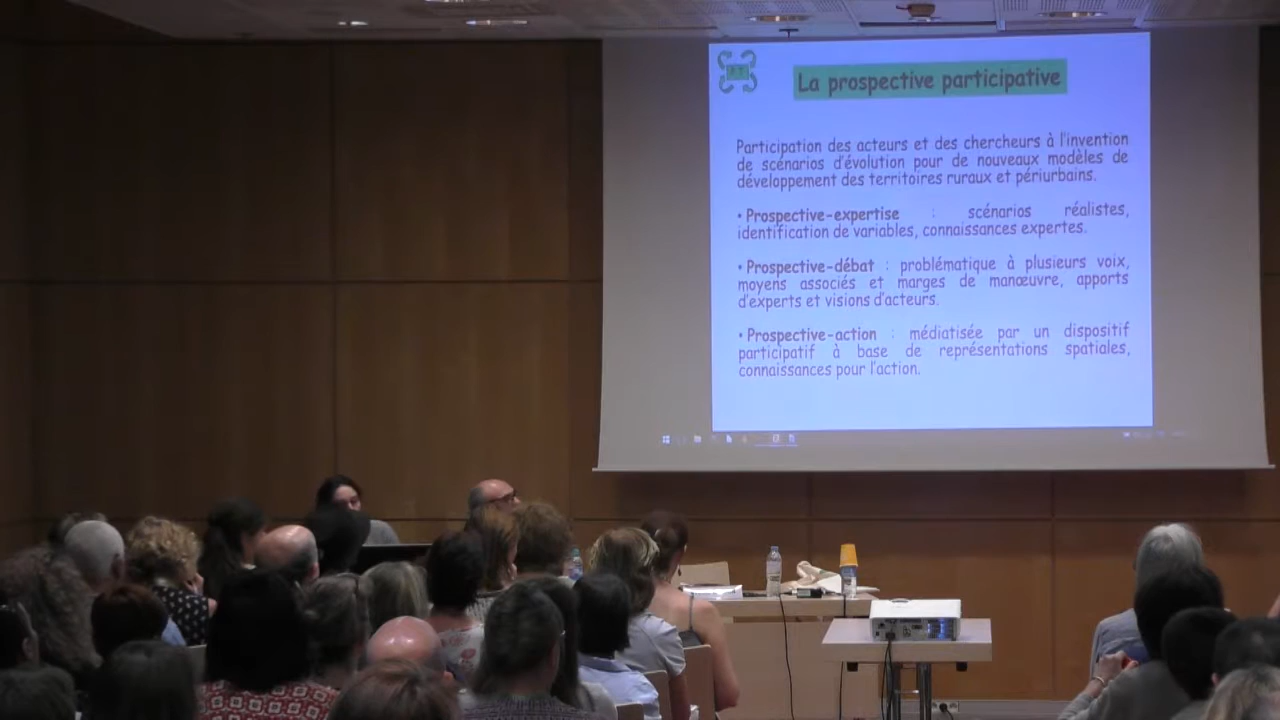 La prospective participative
Participation des acteurs et des chercheurs à l'invention
de scénarios d'évolution pour de nouveaux modèles de
développement des territoires ruraux et périurbains.
• Prospective-expertise : scénarios réalistes,
identification de variables, connaissances expertes.
• Prospective-débat : problématique à plusieurs voix,
moyens associés et marges de manœuvre, apports
d'experts et visions d'acteurs.
• Prospective-action : médiatisée par un dispositif
participatif à base de représentations spatiales,
connaissances pour l'action.